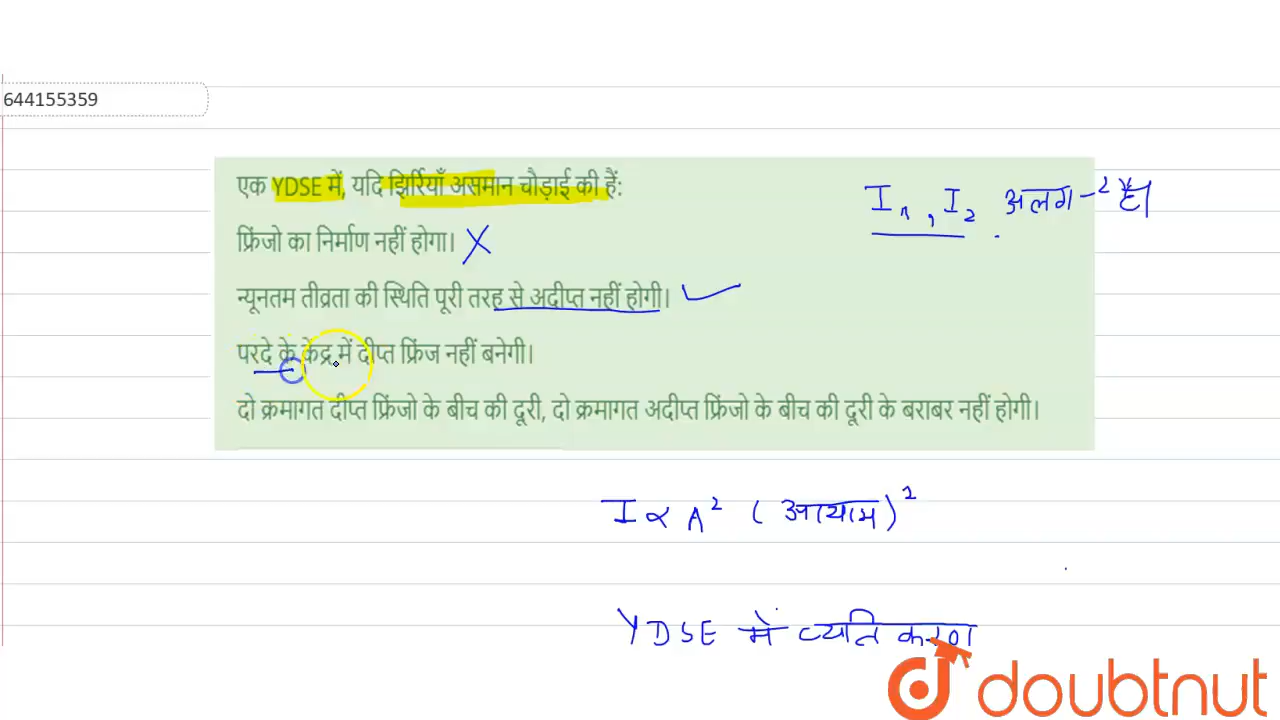 644155359
एक YDSE में, यदि झिर्रियाँ असमान चौड़ाई की हैं:
I₁, I₂ अलग-२ है।
फ्रिंजो का निर्माण नहीं होगा। X
न्यूनतम तीव्रता की स्थिति पूरी तरह से अदीप्त नहीं होगी। ✓
परदे के केंद्र में दीप्त फ्रिंज नहीं बनेगी।
दो क्रमागत दीप्त फ्रिंजो के बीच की दूरी, दो क्रमागत अदीप्त फ्रिंजो के बीच की दूरी के बराबर नहीं होगी।
I ∝ A² (आयाम)²
YDSE में व्यतिकरण
doubtnut